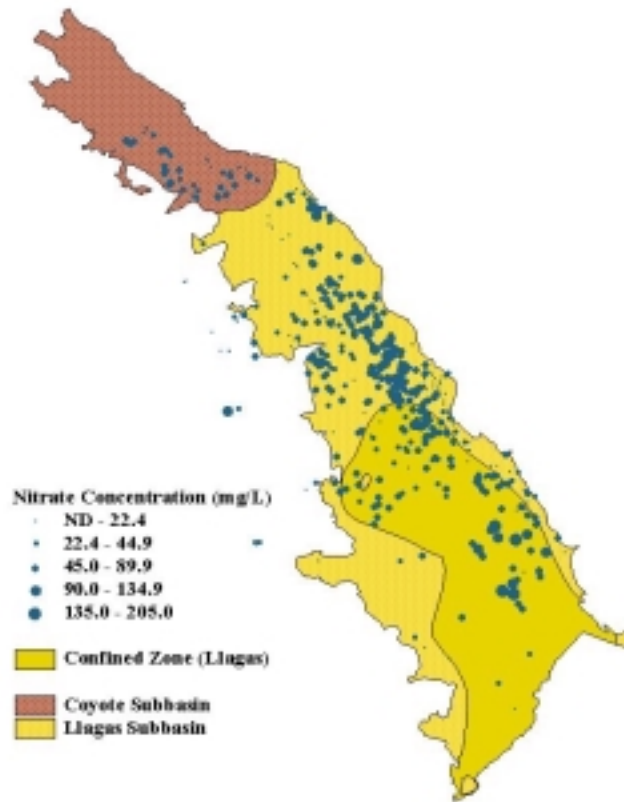 Nitrate Concentration (mg/L)
ND - 22.4
22.4 - 44.9
45.0 - 89.9
90.0 - 134.9
135.0 - 205.0
Confined Zone (Llagas)
Coyote Subbasin
Llagas Subbasin